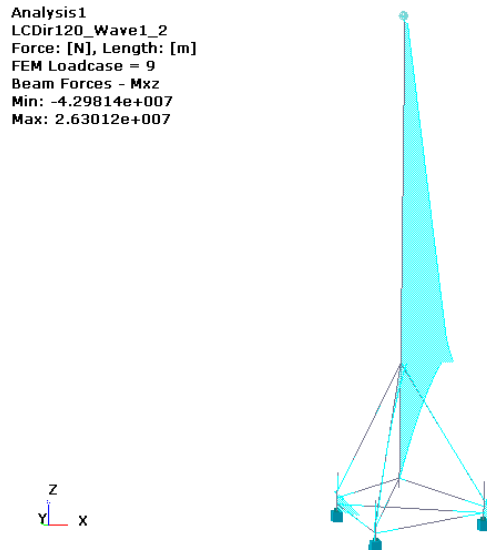 Analysis1
LCDir120_Wave1_2
Force: [N], Length: [m]
FEM Loadcase = 9
Beam Forces - Mxz
Min: -4.29814e+007
Max: 2.63012e+007
Z
Y X